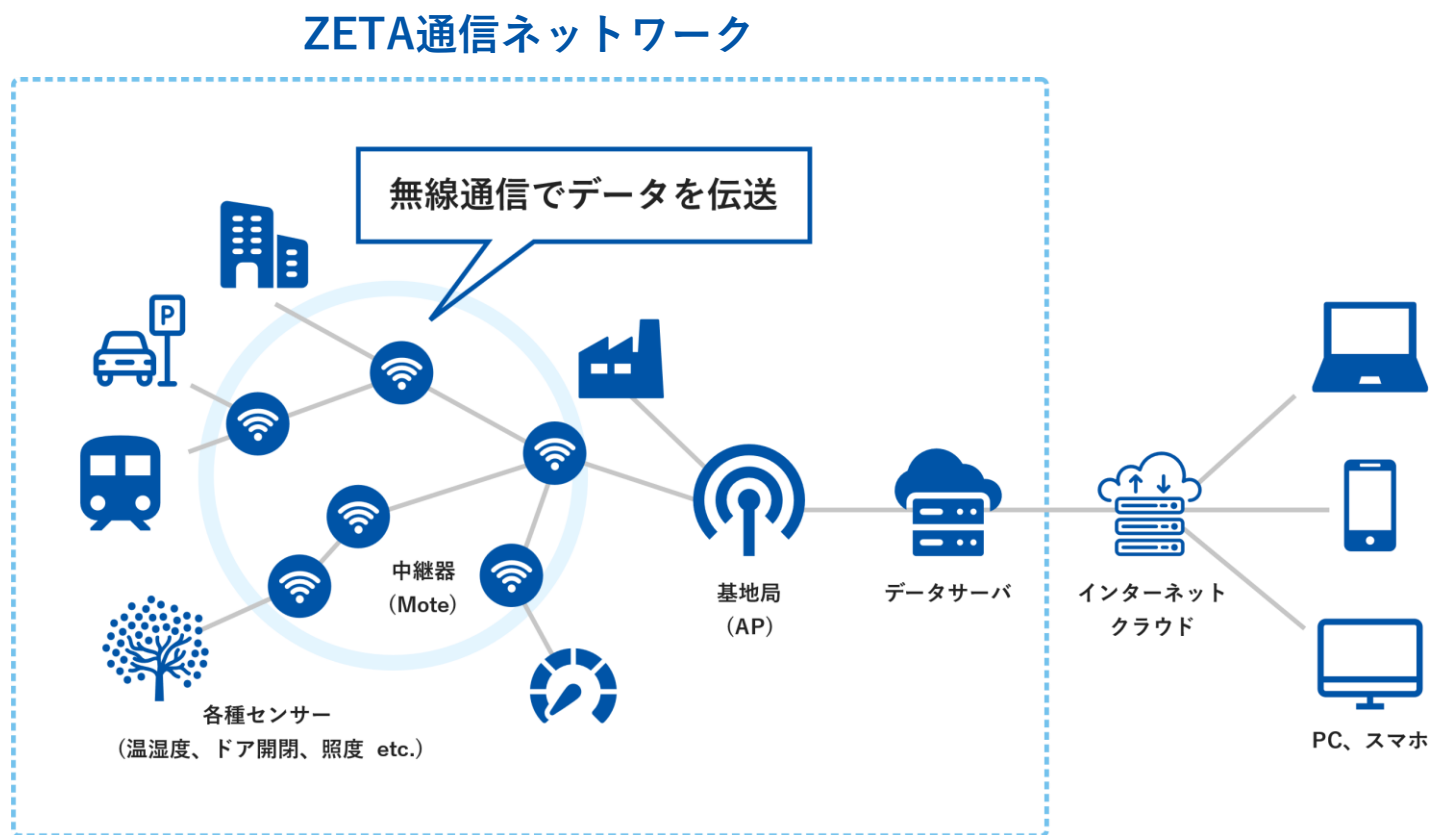 ZETA通信ネットワーク
無線通信でデータを伝送
P
中継器
(Mote)
基地局
(AP)
データサーバ
インターネット
クラウド
各種センサー
(温湿度、ドア開閉、照度 etc.)
PC、スマホ